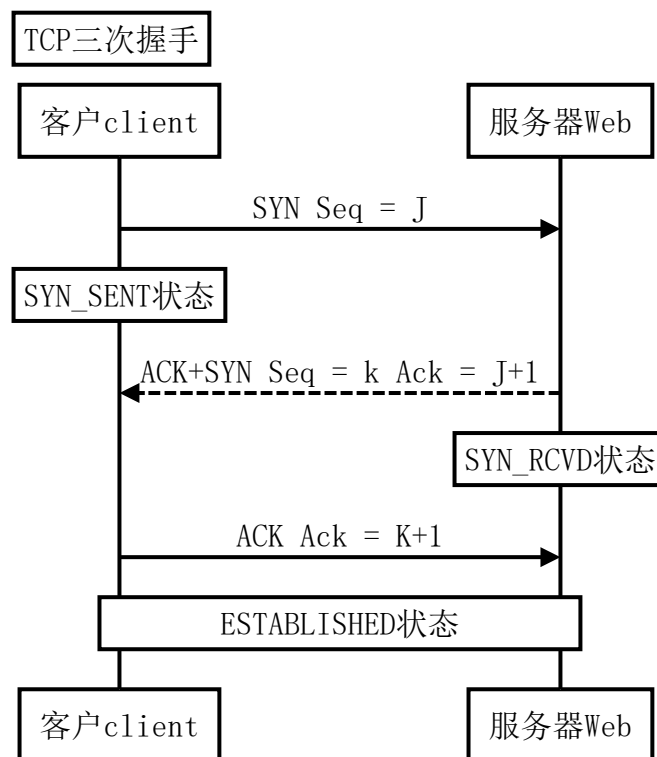 TCP三次握手
客户client
服务器Web
SYN Seq = J
SYN_SENT状态
ACK+SYN Seq = k Ack = J+1
SYN_RCVD状态
ACK Ack = K+1
ESTABLISHED状态
客户client
服务器Web